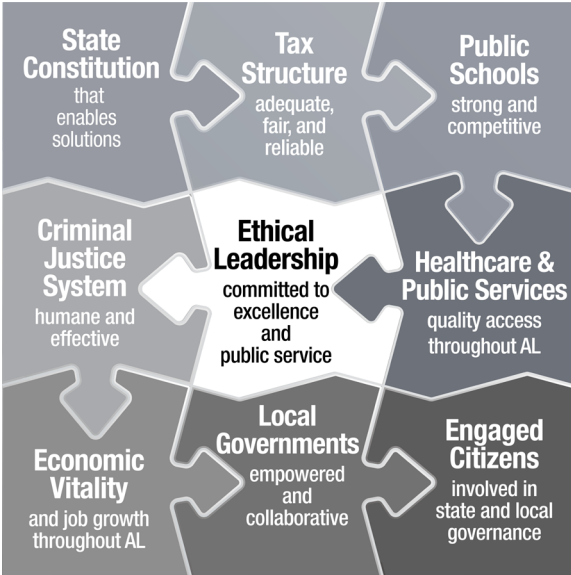 State
Constitution
that
enables
solutions
Tax
Structure
adequate,
fair, and
reliable
Public
Schools
strong and
competitive
Criminal
Justice
System
humane and
effective
Ethical
Leadership
committed to
excellence
and
public service
Healthcare &
Public Services
quality access
throughout AL
Economic
Vitality
and job growth
throughout AL
Local
Governments
empowered
and
collaborative
Engaged
Citizens
involved in
state and local
governance